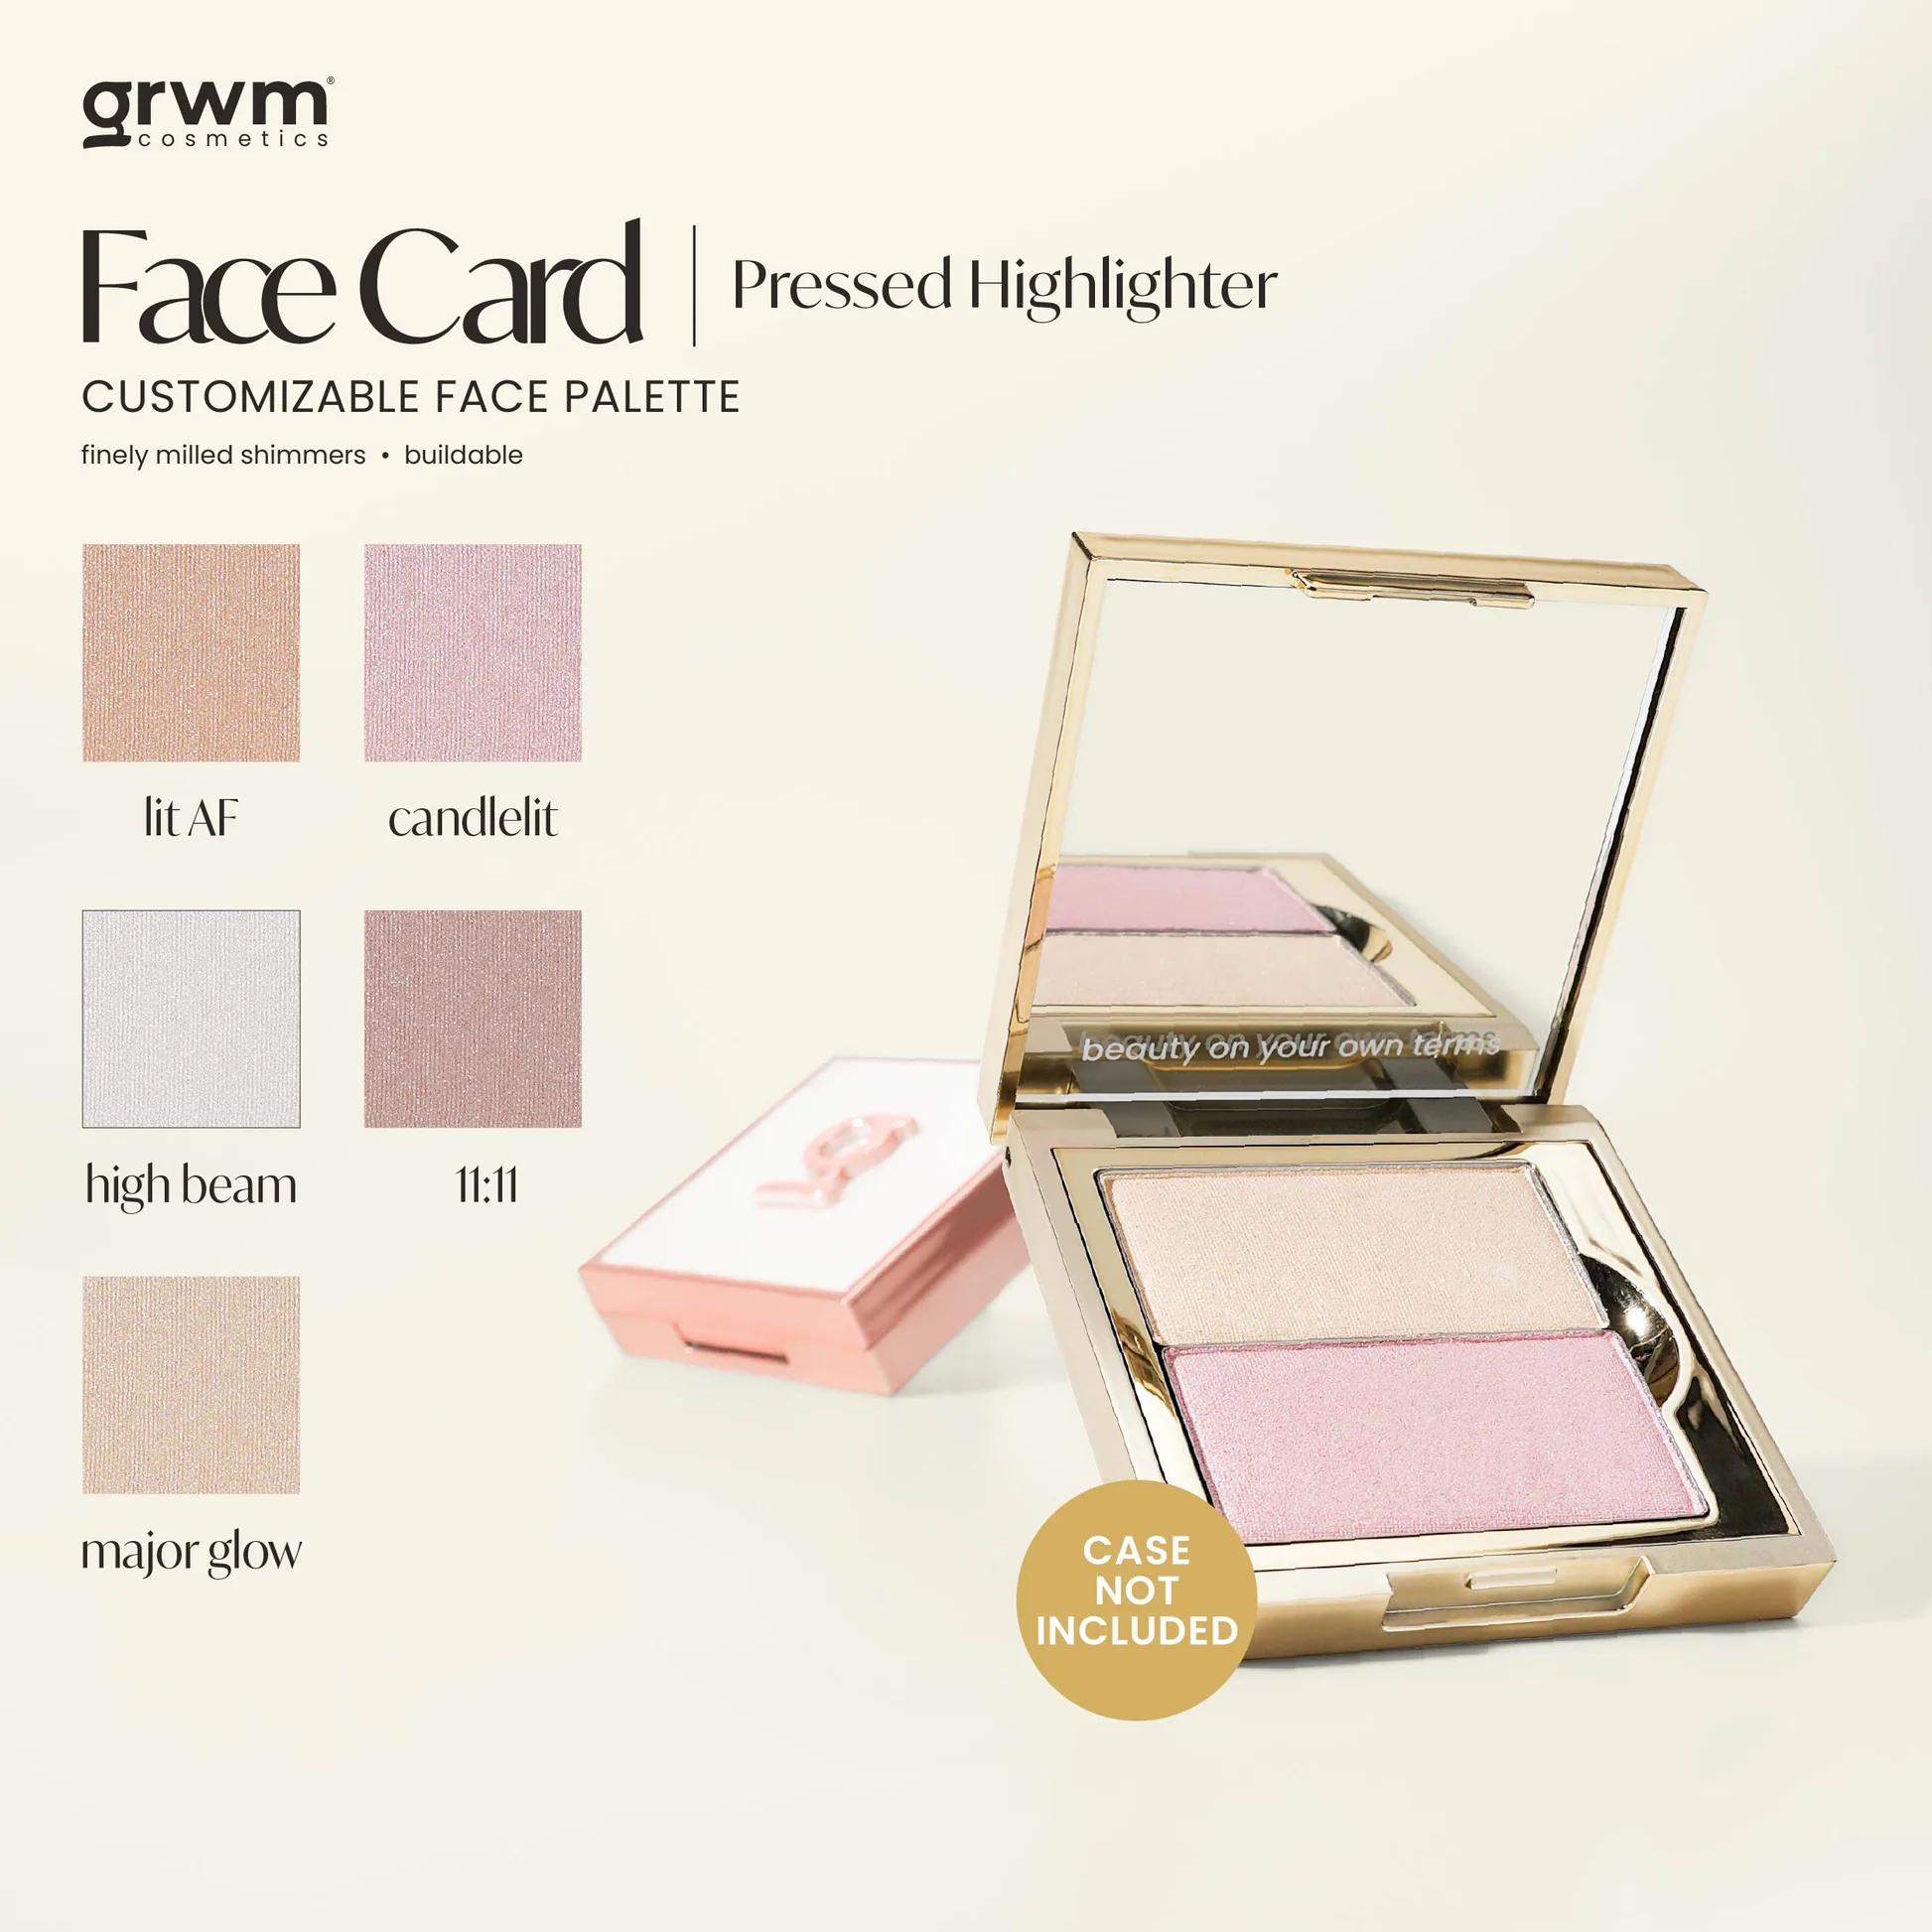 grwm®
cosmetics
Face Card | Pressed Highlighter
CUSTOMIZABLE FACE PALETTE
finely milled shimmers • buildable
lit AF
candlelit
high beam
11:11
major glow
beauty on your own terms
CASE
NOT
INCLUDED